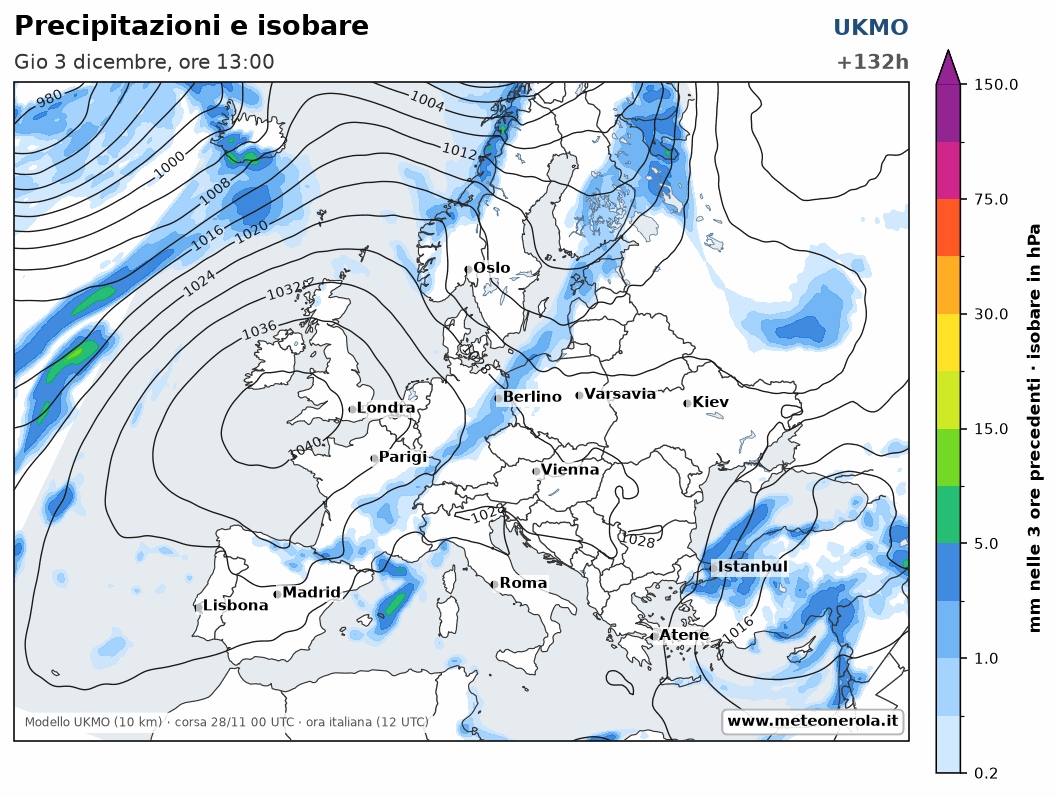 Precipitazioni e isobare
UKMO
Gio 3 dicembre, ore 13:00
+132h
980
1004
1000
1012
1008
1016
1020
1024
1032
1036
1040
1028
1028
1028
1016
Oslo
Londra
Berlino
Varsavia
Kiev
Parigi
Vienna
Roma
Istanbul
Madrid
Lisbona
Atene
Modello UKMO (10 km) · corsa 28/11 00 UTC · ora italiana (12 UTC)
www.meteonerola.it
150.0
75.0
30.0
15.0
5.0
1.0
0.2
mm nelle 3 ore precedenti · isobare in hPa